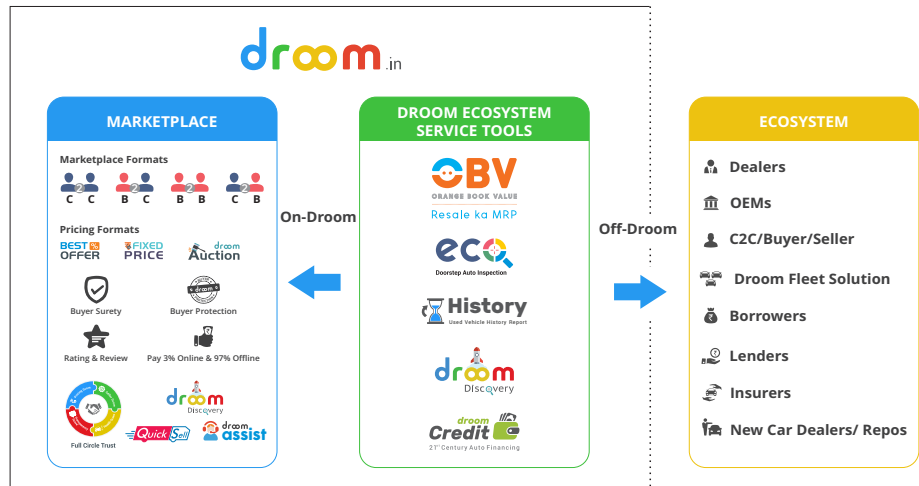 droom.in
MARKETPLACE
Marketplace Formats
2 2 2 2
C C B C B B C B
Pricing Formats
BEST OFFER
FIXED PRICE
droom Auction
Buyer Surety
droom
Buyer Protection
Rating & Review
Pay 3% Online & 97% Offline
Full Circle Trust
droom
Discovery
Quick Sell
droom
assist
On-Droom
DROOM ECOSYSTEM
SERVICE TOOLS
OBV
ORANGE BOOK VALUE
Resale ka MRP
eco
Doorstep Auto Inspection
History
Used Vehicle History Report
droom
Discovery
droom
Credit
21st Century Auto Financing
Off-Droom
ECOSYSTEM
Dealers
OEMs
C2C/Buyer/Seller
Droom Fleet Solution
Borrowers
Lenders
Insurers
New Car Dealers/ Repos